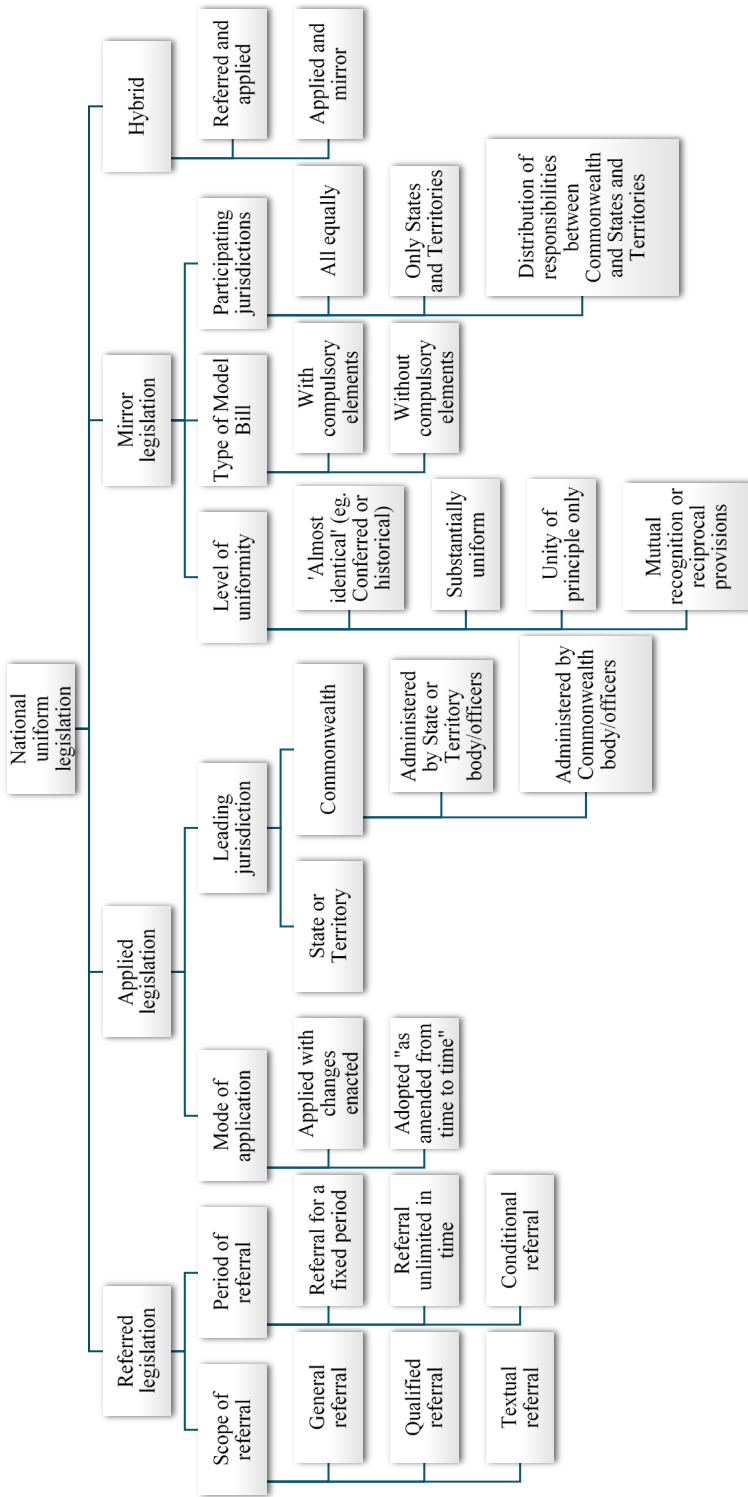 National
uniform
legislation
Referred
legislation
Scope of
referral
General
referral
Qualified
referral
Textual
referral
Period of
referral
Referral for a
fixed period
Referral
unlimited in
time
Conditional
referral
Applied
legislation
Mode of
application
Applied with
changes
enacted
Adopted "as
amended from
time to time"
Leading
jurisdiction
State or
Territory
Commonwealth
Administered
by State or
Territory
body/officers
Administered by
Commonwealth
body/officers
Mirror
legislation
Level of
uniformity
'Almost
identical' (eg.
Conferred or
historical)
Substantially
uniform
Unity of
principle only
Mutual
recognition or
reciprocal
provisions
Type of Model
Bill
With
compulsory
elements
Without
compulsory
elements
Participating
jurisdictions
All equally
Only States
and Territories
Distribution of
responsibilities
between
Commonwealth
and States and
Territories
Hybrid
Referred and
applied
Applied and
mirror